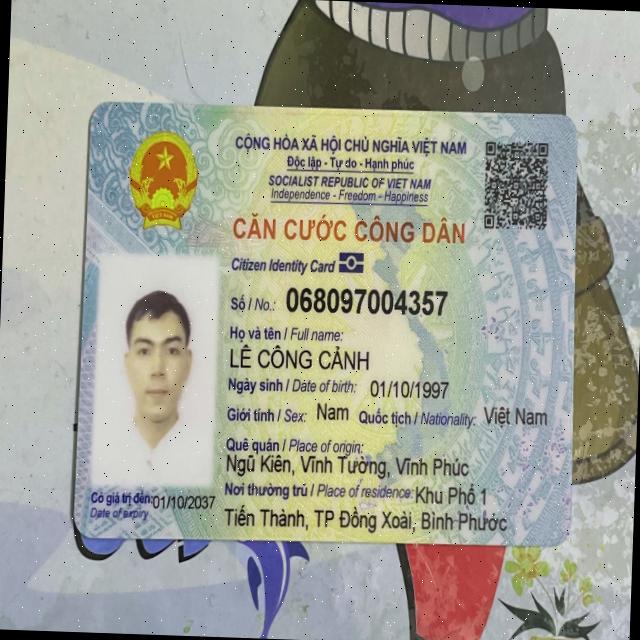 CỘNG HÒA XÃ HỘI CHỦ NGHĨA VIỆT NAM
Độc lập - Tự do - Hạnh phúc
SOCIALIST REPUBLIC OF VIET NAM
Independence - Freedom - Happiness
CĂN CƯỚC CÔNG DÂN
Citizen Identity Card
Số / No.: 068097004357
Họ và tên / Full name:
LÊ CÔNG CẢNH
Ngày sinh / Date of birth: 01/10/1997
Giới tính / Sex: Nam Quốc tịch / Nationality: Việt Nam
Quê quán / Place of origin:
Ngũ Kiên, Vĩnh Tường, Vĩnh Phúc
Nơi thường trú / Place of residence: Khu Phố 1
Tiến Thành, TP Đồng Xoài, Bình Phước
Có giá trị đến: 01/10/2037
Date of expiry